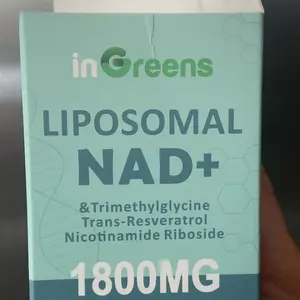 inGreens
LIPOSOMAL
NAD+
&Trimethylglycine
Trans-Resveratrol
Nicotinamide Riboside
1800MG